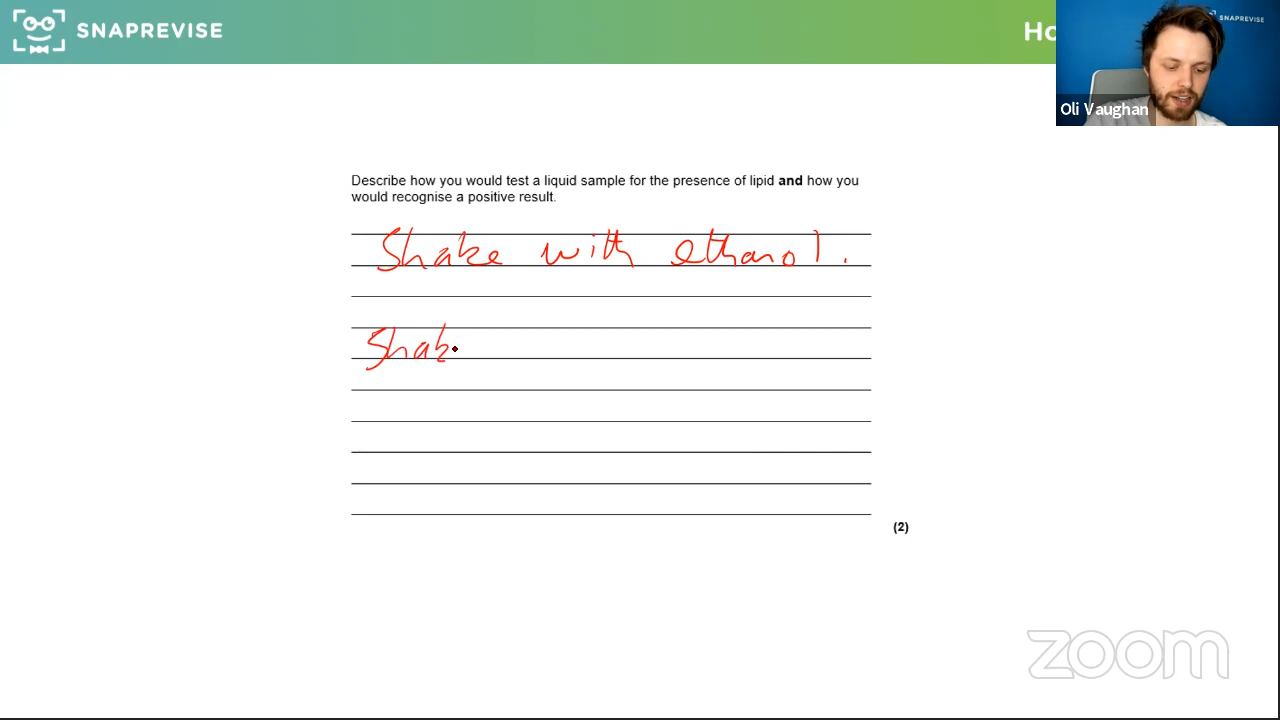 SNAPREVISE
SNAPREVISE
Oli Vaughan
Describe how you would test a liquid sample for the presence of lipid and how you
would recognise a positive result.
Shake with ethanol.
Shak
(2)
zoom